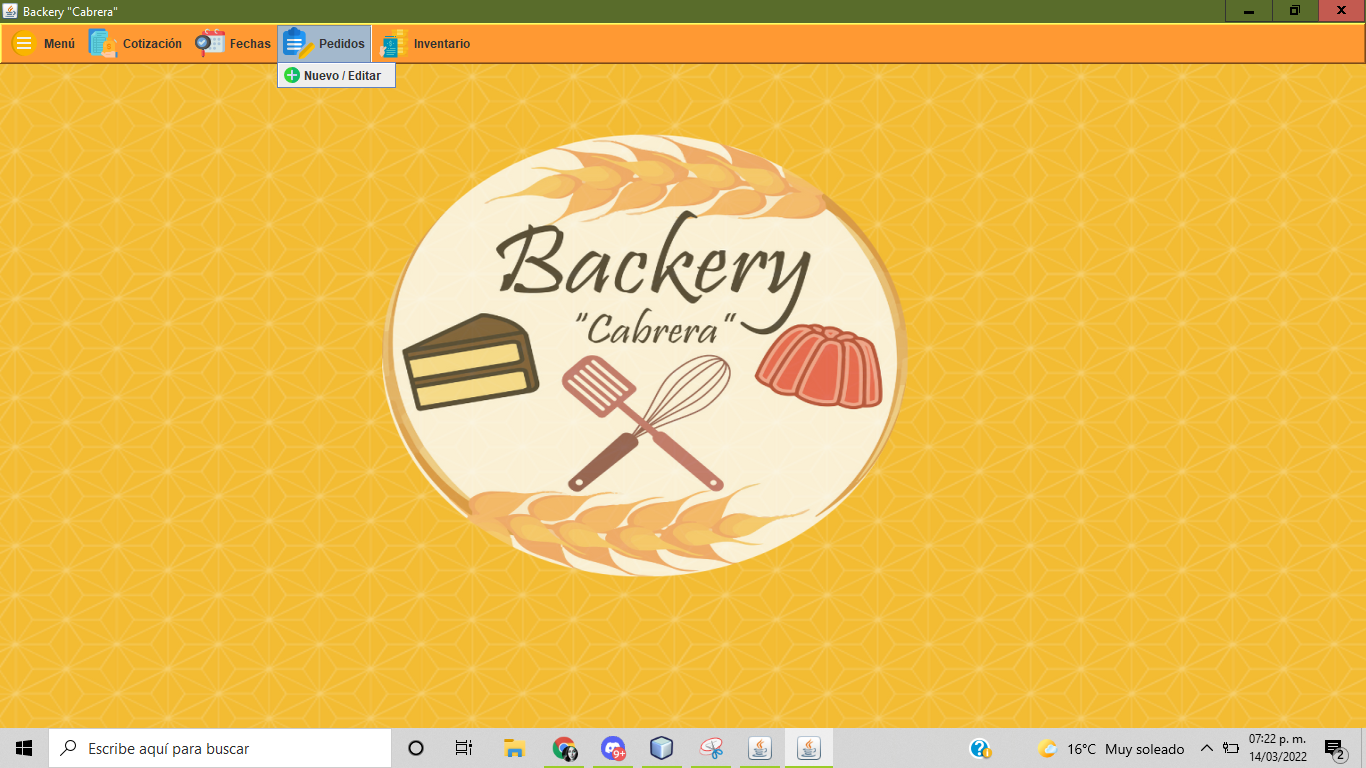 Backery "Cabrera"
Menú Cotización Fechas Pedidos Inventario
Nuevo / Editar
Backery
"Cabrera"
Escribe aquí para buscar
9+
16°C Muy soleado
07:22 p. m.
14/03/2022
2